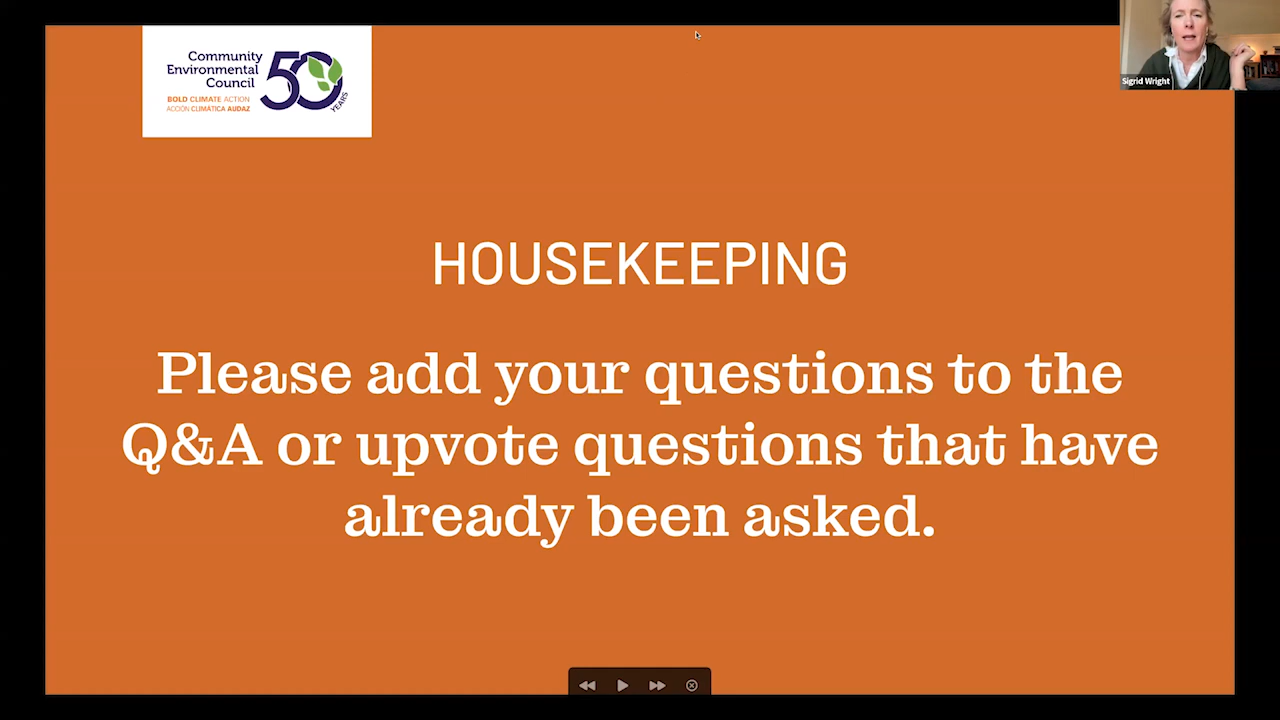 Community
Environmental
Council
50
YEARS
BOLD CLIMATE ACTION
ACCIÓN CLIMÁTICA AUDAZ
Sigrid Wright
HOUSEKEEPING
Please add your questions to the
Q&A or upvote questions that have
already been asked.